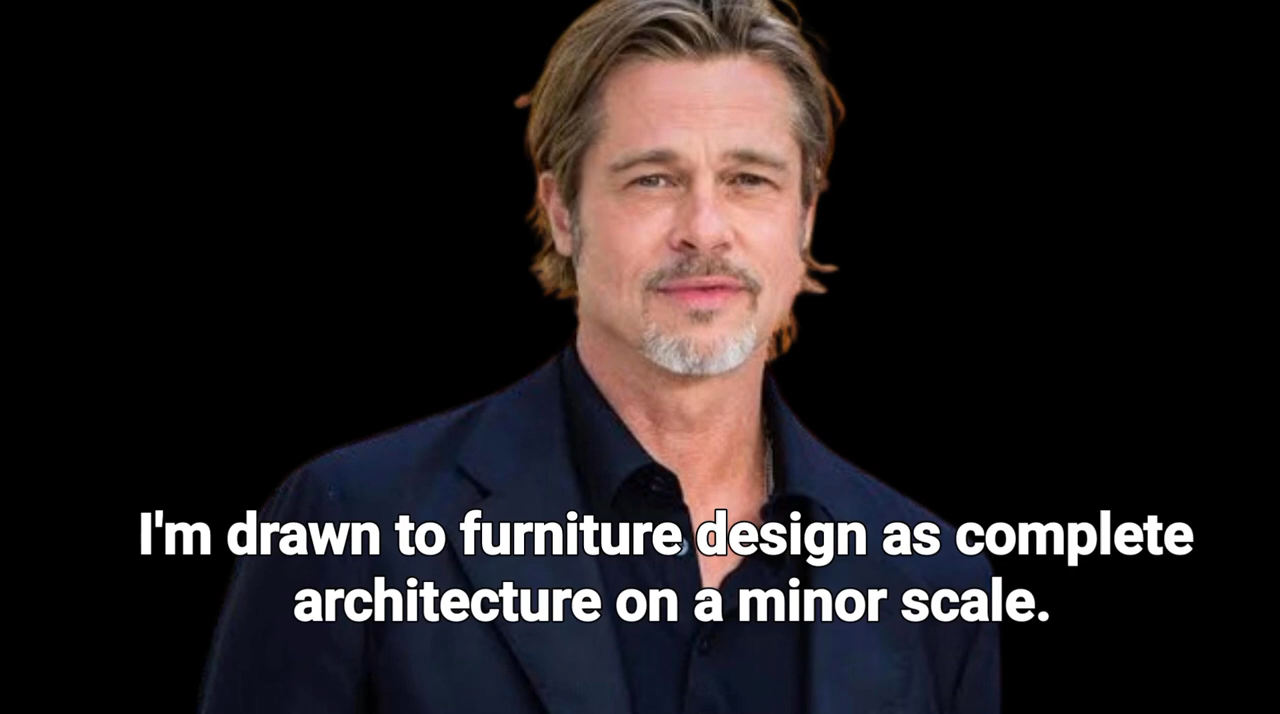 I'm drawn to furniture design as complete
architecture on a minor scale.